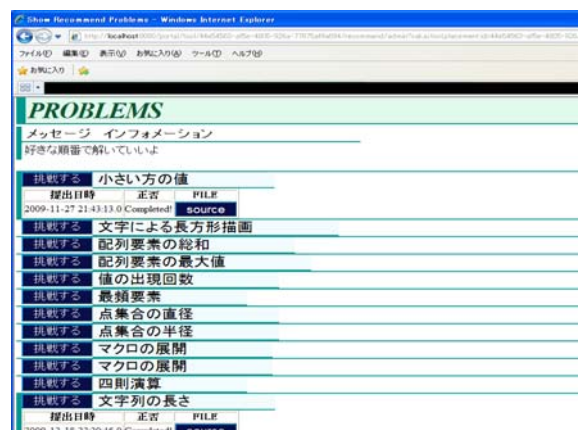 Show Recommend Problems - Windows Internet Explorer
ファイル(F) 編集(E) 表示(V) お気に入り(A) ツール(T) ヘルプ(H)
お気に入り
PROBLEMS
メッセージ インフォメーション
好きな順番で解いていいよ
挑戦する 小さい方の値
提出日時 正否 FILE
2009-11-27 21:43:13.0 Completed! source
挑戦する 文字による長方形描画
挑戦する 配列要素の総和
挑戦する 配列要素の最大値
挑戦する 値の出現回数
挑戦する 最頻要素
挑戦する 点集合の直径
挑戦する 点集合の半径
挑戦する マクロの展開
挑戦する マクロの展開
挑戦する 四則演算
挑戦する 文字列の長さ
提出日時 正否 FILE